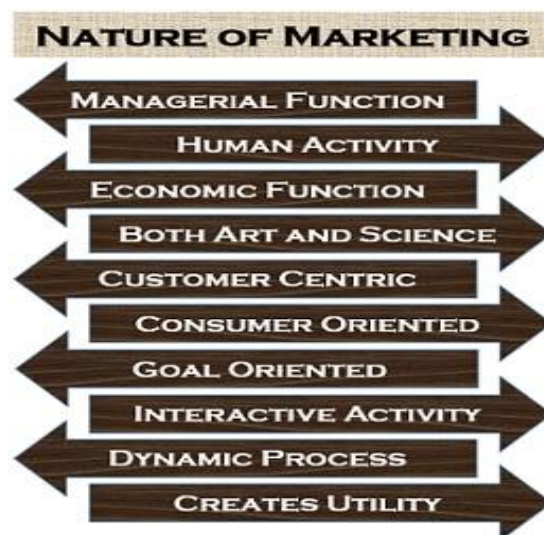 NATURE OF MARKETING
MANAGERIAL FUNCTION
HUMAN ACTIVITY
ECONOMIC FUNCTION
BOTH ART AND SCIENCE
CUSTOMER CENTRIC
CONSUMER ORIENTED
GOAL ORIENTED
INTERACTIVE ACTIVITY
DYNAMIC PROCESS
CREATES UTILITY